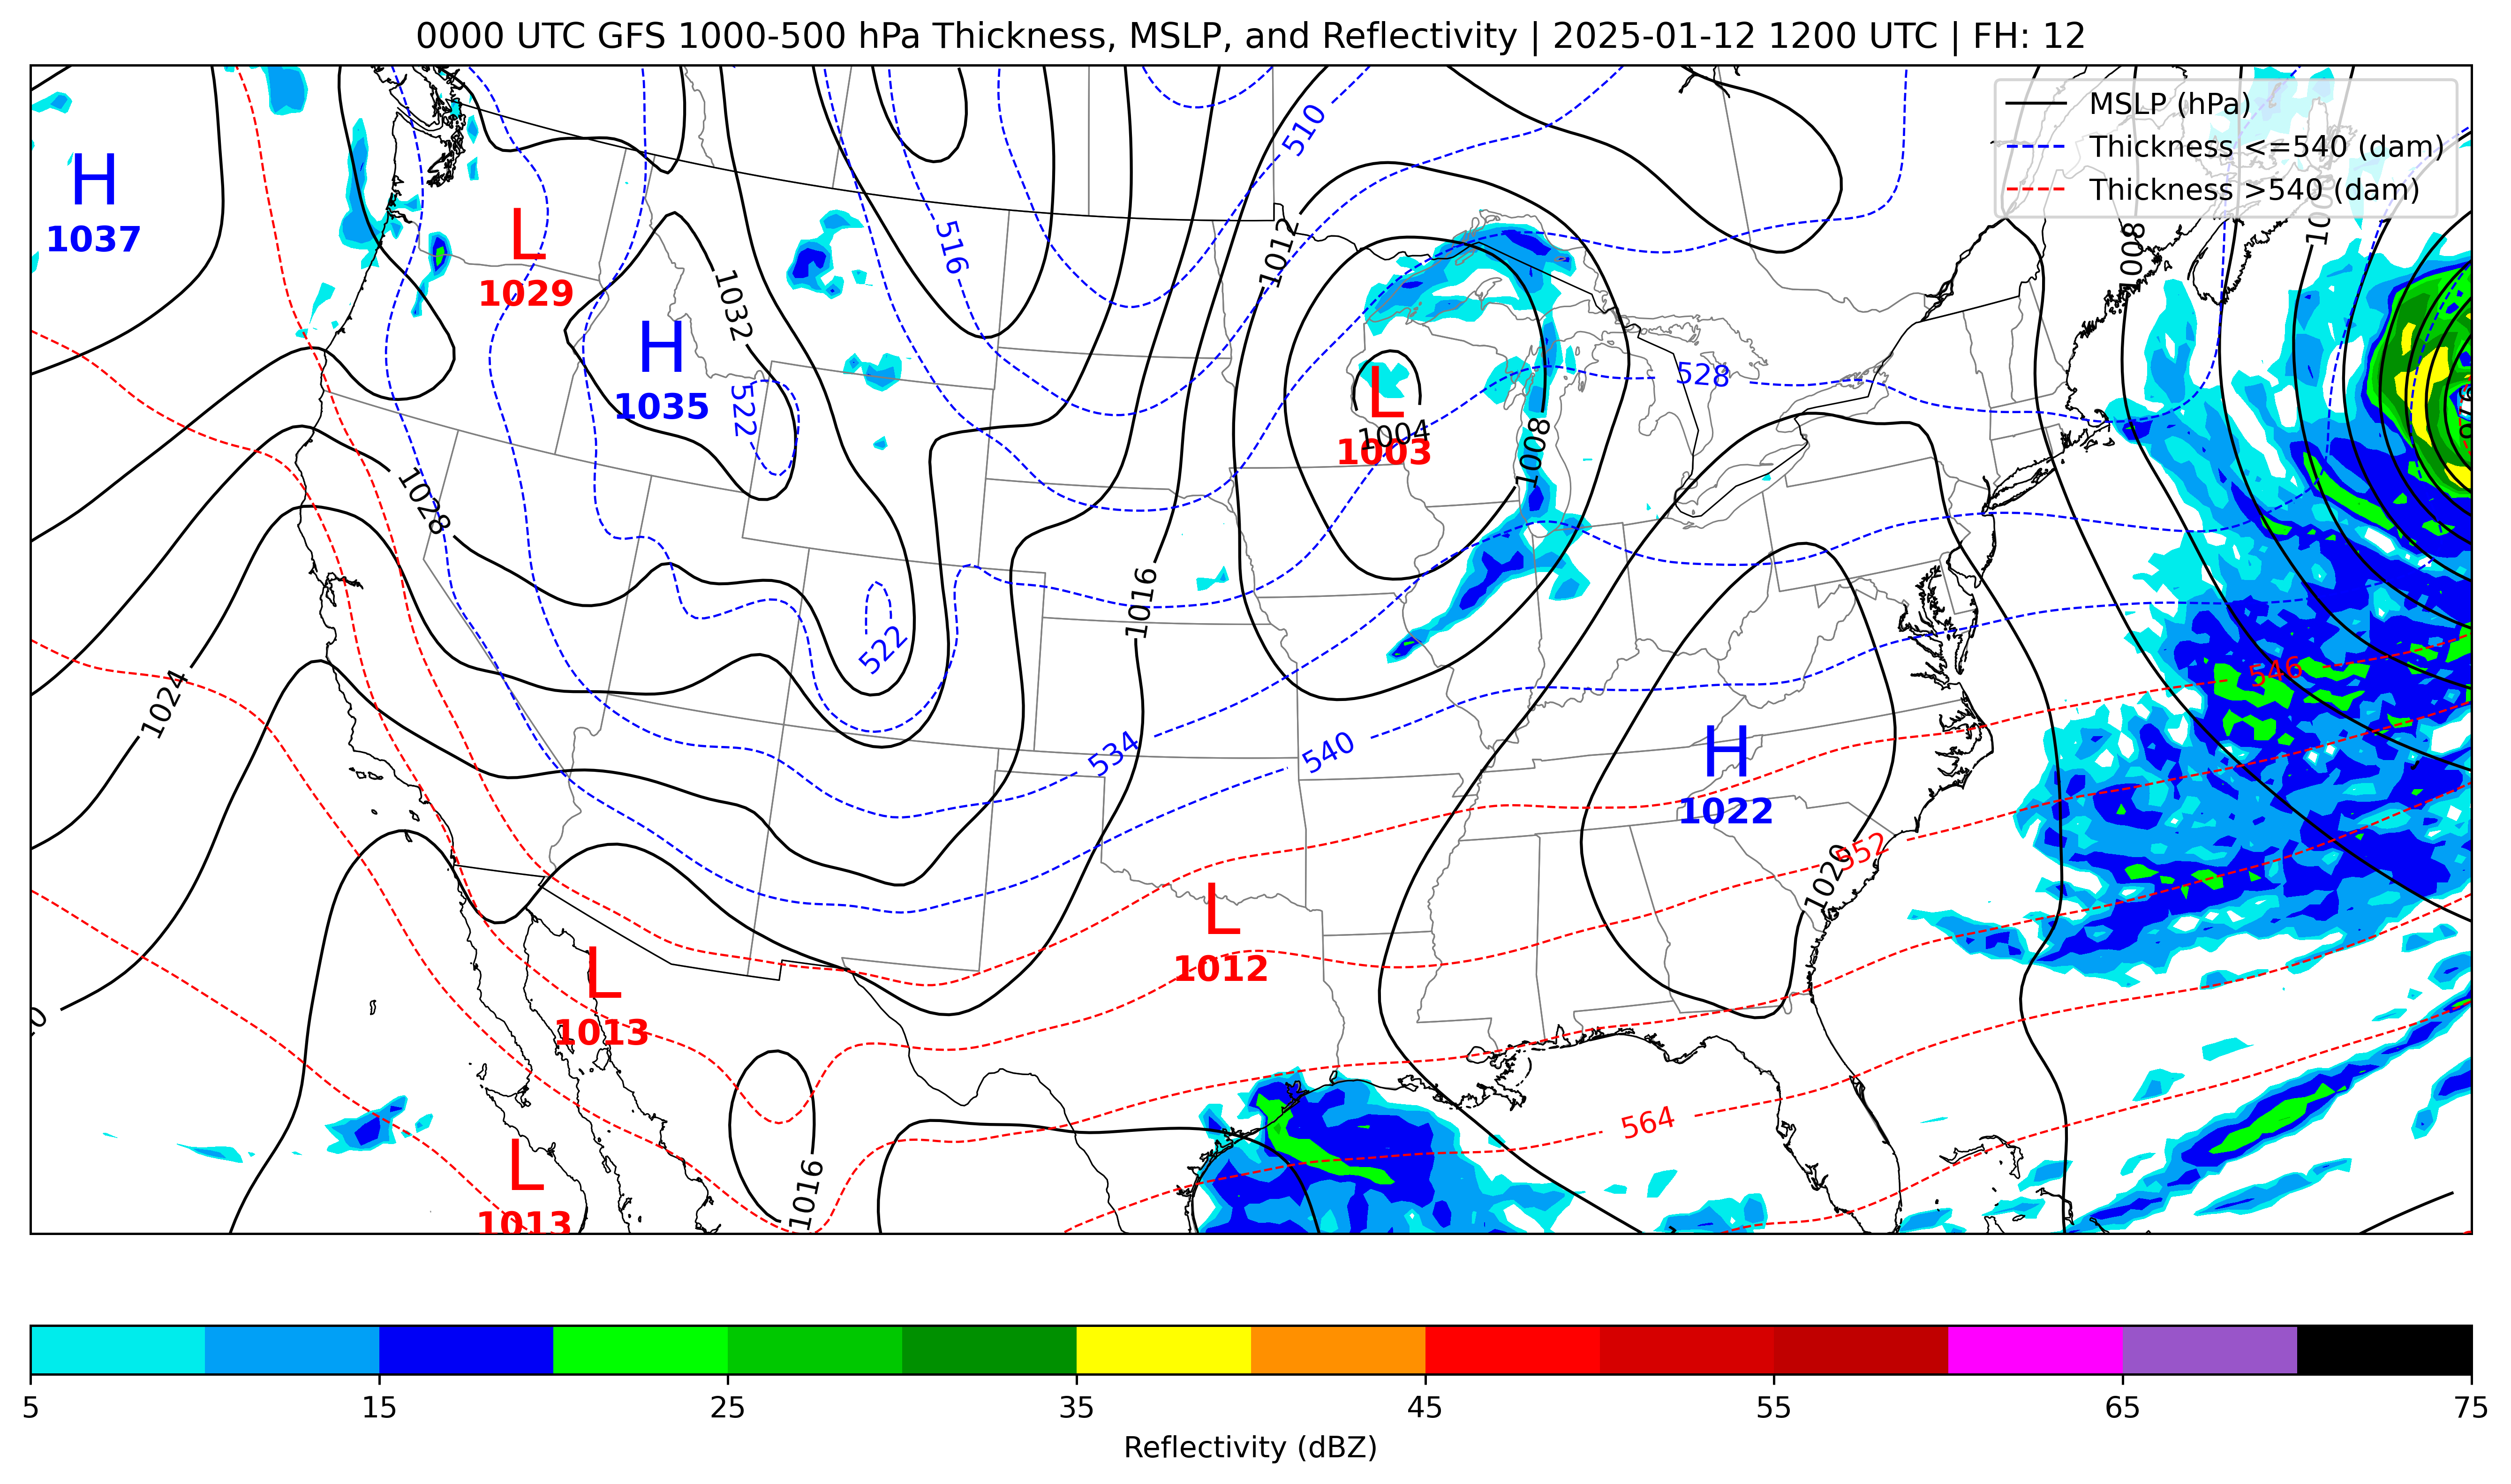 0000 UTC GFS 1000-500 hPa Thickness, MSLP, and Reflectivity | 2025-01-12 1200 UTC | FH: 12
MSLP (hPa)
Thickness <=540 (dam)
Thickness >540 (dam)
510
H
1037
L
1029
516
1012
1008
1032
H
1035
522
528
L
1004
1003
1008
1028
1016
522
1024
546
534
540
H
1022
552
1020
L
1012
L
1013
564
L
1013
1016
5
15
25
35
45
55
65
75
Reflectivity (dBZ)